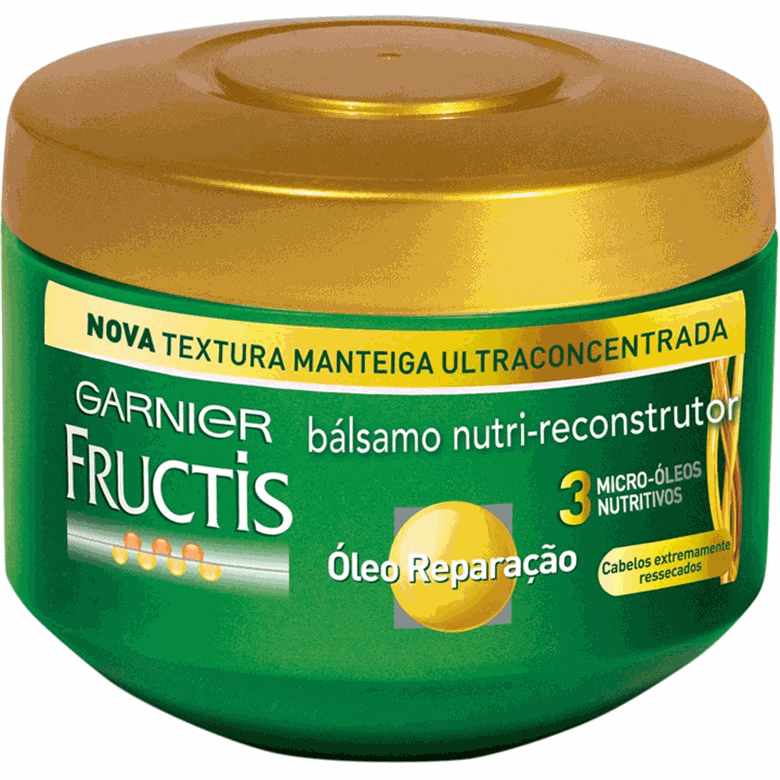 NOVA TEXTURA MANTEIGA ULTRACONCENTRADA
GARNIER
FRUCTIS
bálsamo nutri-reconstrutor
3 MICRO-ÓLEOS
NUTRITIVOS
Óleo Reparação
Cabelos extremamente
ressecados